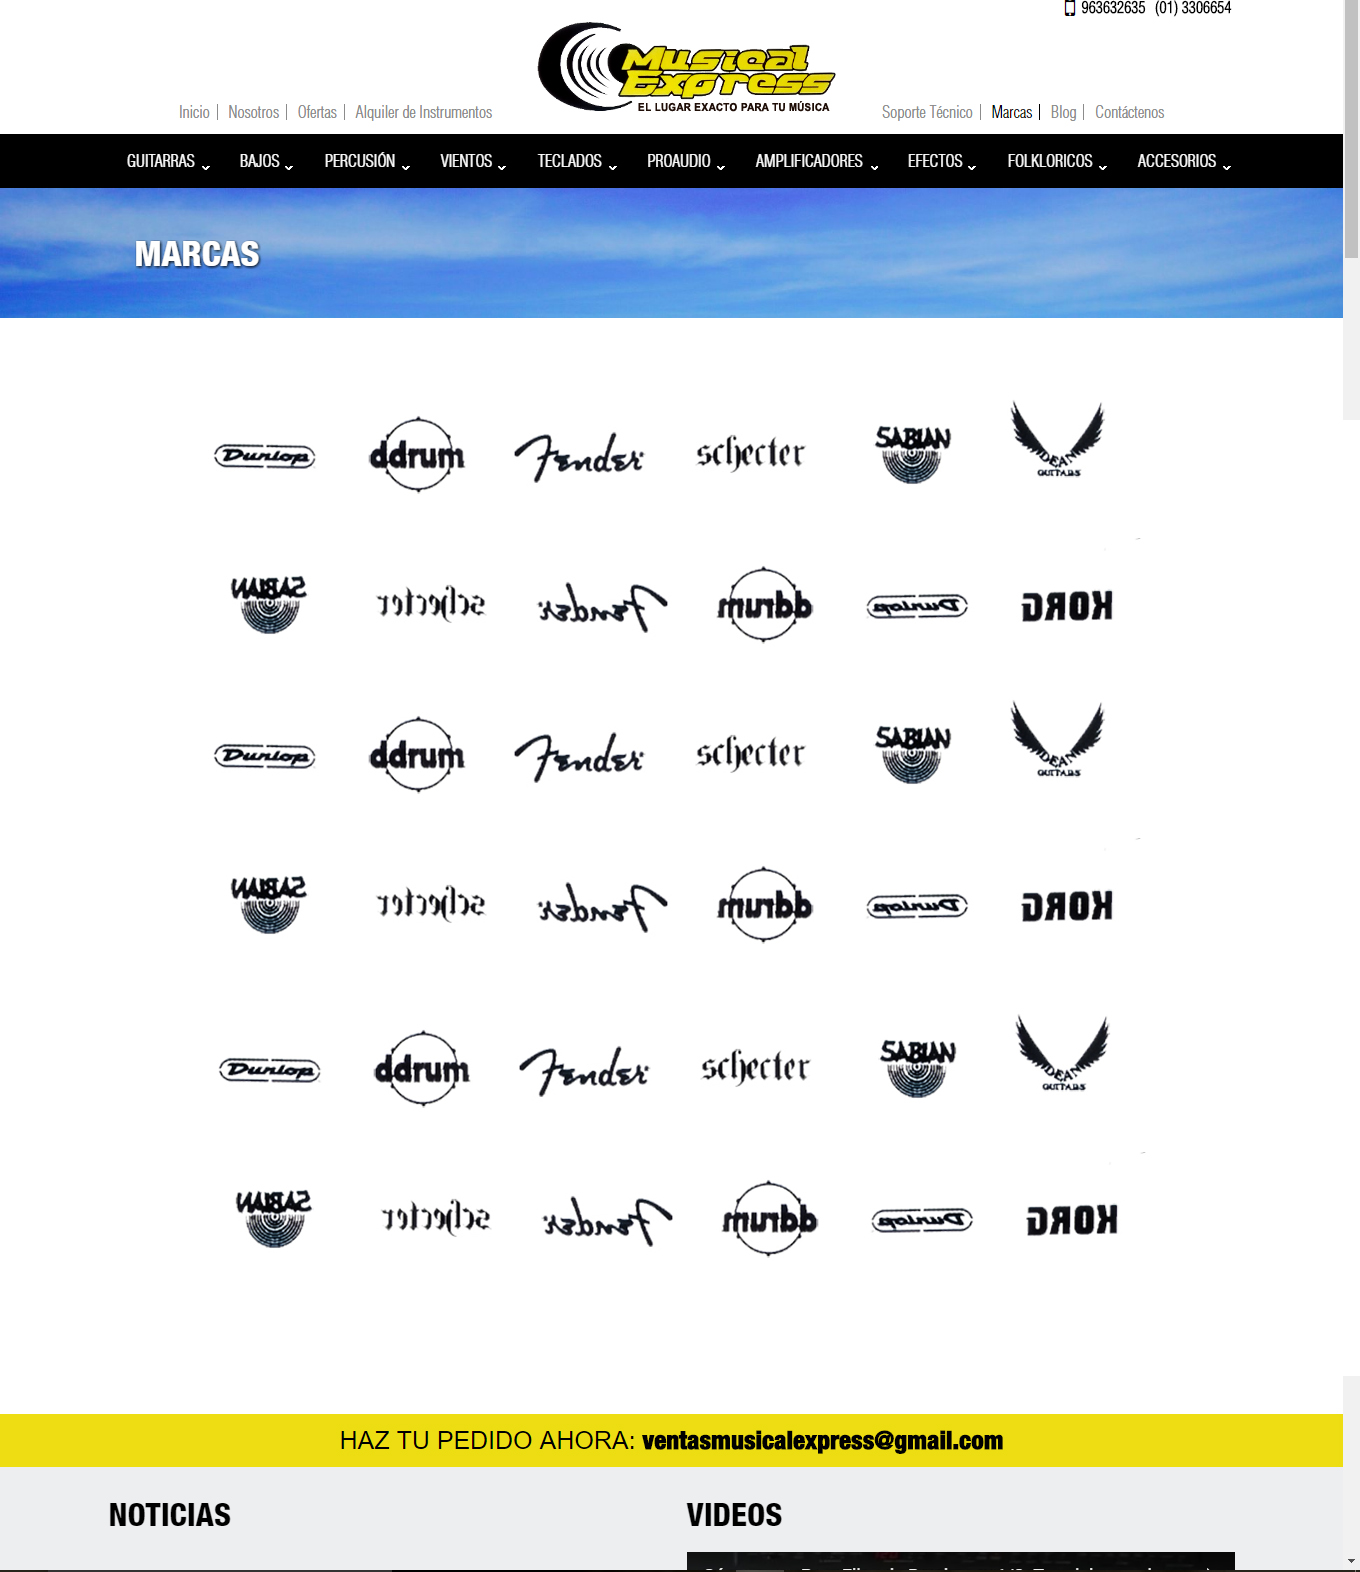 963632635 (01) 3306654
Musical Express
EL LUGAR EXACTO PARA TU MÚSICA
Inicio | Nosotros | Ofertas | Alquiler de Instrumentos
Soporte Técnico | Marcas | Blog | Contáctenos
GUITARRAS BAJOS PERCUSIÓN VIENTOS TECLADOS PROAUDIO AMPLIFICADORES EFECTOS FOLKLORICOS ACCESORIOS
MARCAS
Dunlop ddrum Fender schecter SABIAN DEAN GUITARS
SABIAN schecter Fender ddrum Dunlop KORG
Dunlop ddrum Fender schecter SABIAN DEAN GUITARS
SABIAN schecter Fender ddrum Dunlop KORG
Dunlop ddrum Fender schecter SABIAN DEAN GUITARS
SABIAN schecter Fender ddrum Dunlop KORG
HAZ TU PEDIDO AHORA: ventasmusicalexpress@gmail.com
NOTICIAS
VIDEOS